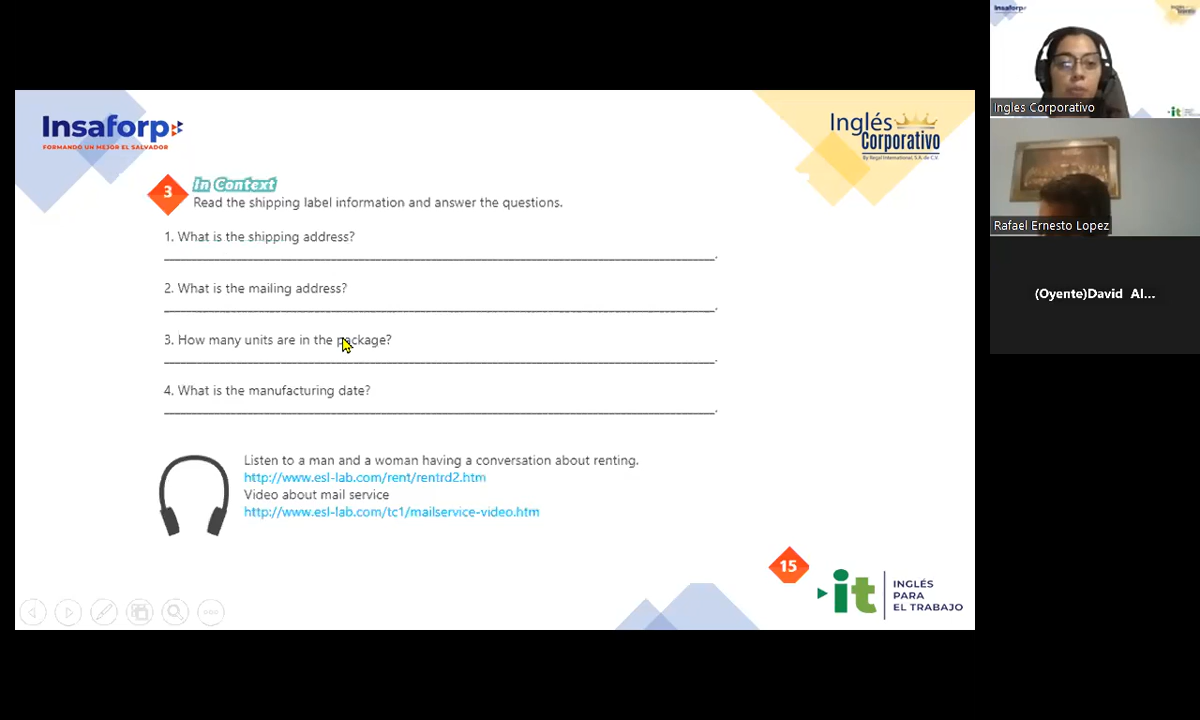 Insaforp
FORMANDO UN MEJOR EL SALVADOR
Inglés
Corporativo
By Regal International, S.A. de C.V.
3
In Context
Read the shipping label information and answer the questions.
1. What is the shipping address?
2. What is the mailing address?
3. How many units are in the package?
4. What is the manufacturing date?
Listen to a man and a woman having a conversation about renting.
http://www.esl-lab.com/rent/rentrd2.htm
Video about mail service
http://www.esl-lab.com/tc1/mailservice-video.htm
15
it
INGLÉS
PARA
EL TRABAJO
Insaforp
Ingles Corporativo
it
Rafael Ernesto Lopez
(Oyente)David Al...